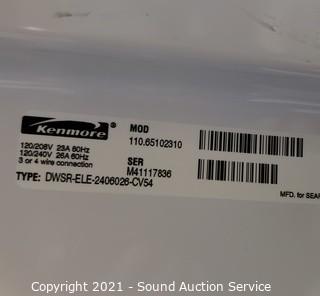 Kenmore®
MOD
110.65102310
120/208V 23A 60Hz
120/240V 26A 60Hz
3 or 4 wire connection
SER
M41117836
TYPE: DWSR-ELE-2406026-CV54
MFD. for SEAR
Copyright 2021 - Sound Auction Service